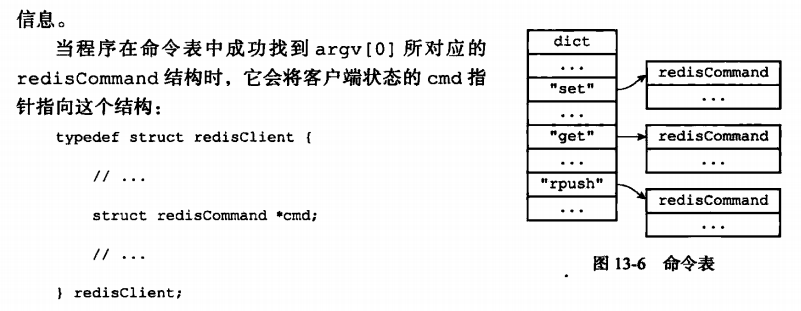 信息。
当程序在命令表中成功找到 argv[0] 所对应的
redisCommand 结构时，它会将客户端状态的 cmd 指
针指向这个结构：
typedef struct redisClient {
// ...
struct redisCommand *cmd;
// ...
} redisClient;
dict
...
"set"
...
"get"
...
"rpush"
...
redisCommand
...
redisCommand
...
redisCommand
...
图 13-6 命令表